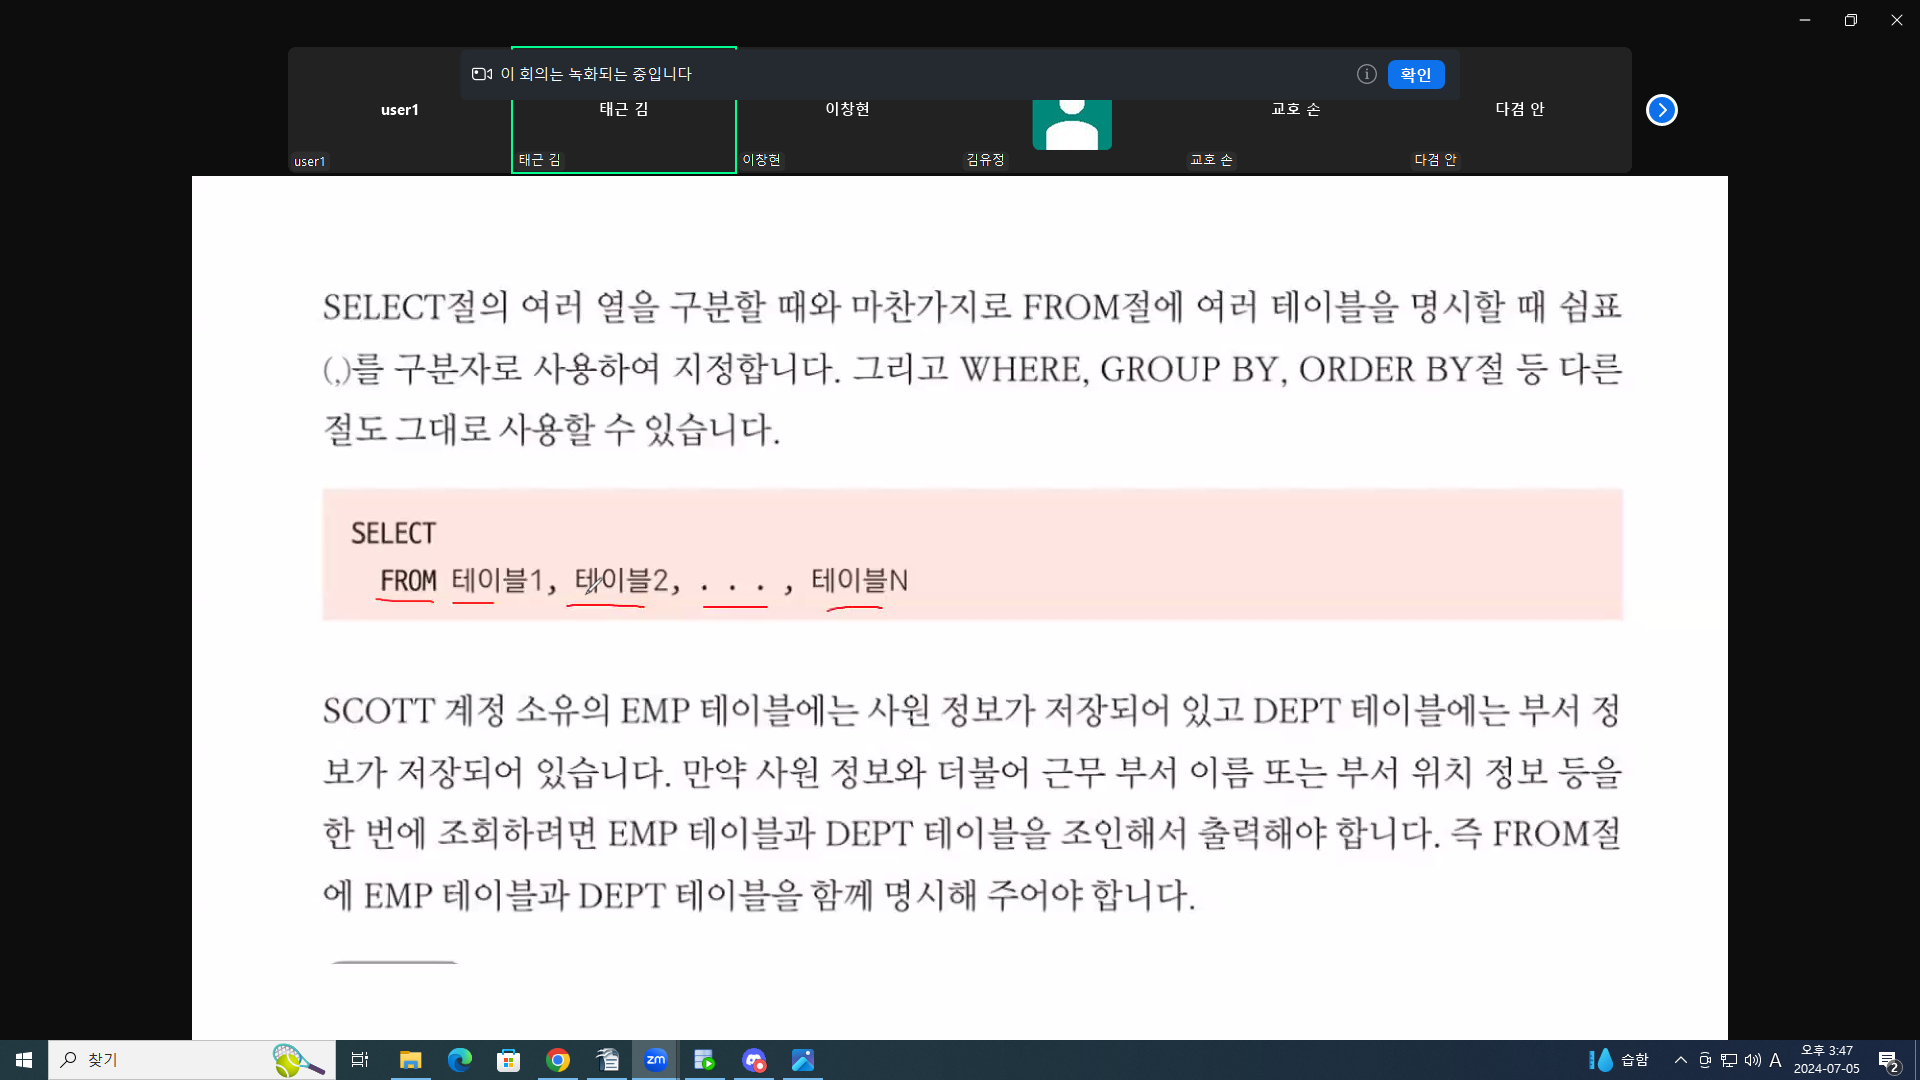 이 회의는 녹화되는 중입니다
확인
user1
태근 김
이창현
교호 손
다겸 안
user1
태근 김
이창현
김유정
교호 손
다겸 안
SELECT절의 여러 열을 구분할 때와 마찬가지로 FROM절에 여러 테이블을 명시할 때 쉼표
(,)를 구분자로 사용하여 지정합니다. 그리고 WHERE, GROUP BY, ORDER BY절 등 다른
절도 그대로 사용할 수 있습니다.
SELECT
FROM 테이블1, 테이블2, . . . , 테이블N
SCOTT 계정 소유의 EMP 테이블에는 사원 정보가 저장되어 있고 DEPT 테이블에는 부서 정
보가 저장되어 있습니다. 만약 사원 정보와 더불어 근무 부서 이름 또는 부서 위치 정보 등을
한 번에 조회하려면 EMP 테이블과 DEPT 테이블을 조인해서 출력해야 합니다. 즉 FROM절
에 EMP 테이블과 DEPT 테이블을 함께 명시해 주어야 합니다.
찾기
zm
습함
A
오후 3:47
2024-07-05
2